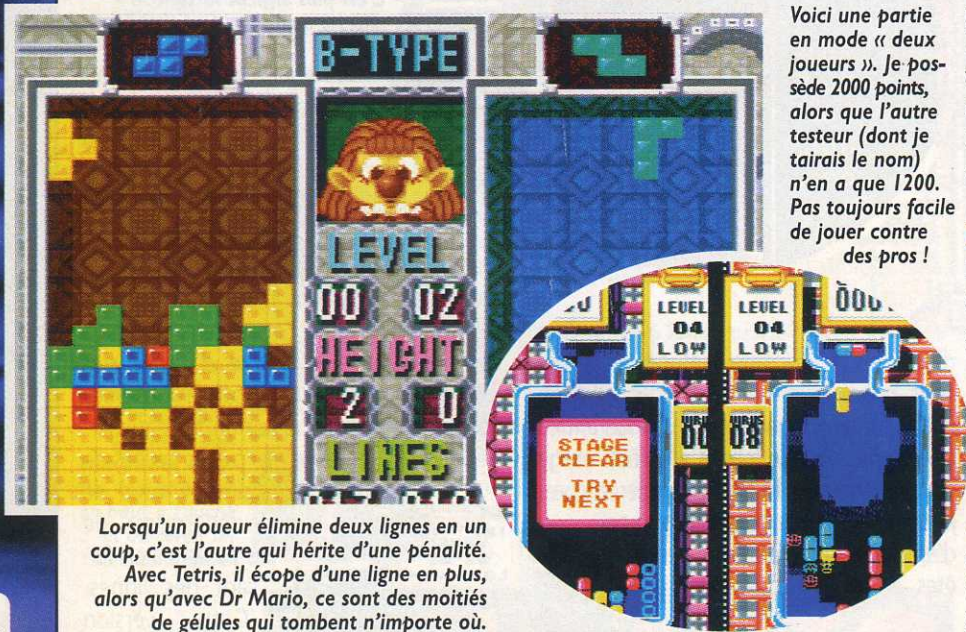 B-TYPE
LEVEL
00 02
HEIGHT
2 0
LINES
Voici une partie
en mode « deux
joueurs ». Je pos-
sède 2000 points,
alors que l'autre
testeur (dont je
tairais le nom)
n'en a que 1200.
Pas toujours facile
de jouer contre
des pros !
LEVEL LEVEL
04 04
LOW LOW
VIRUS VIRUS
00 08
STAGE
CLEAR
TRY
NEXT
Lorsqu'un joueur élimine deux lignes en un
coup, c'est l'autre qui hérite d'une pénalité.
Avec Tetris, il écope d'une ligne en plus,
alors qu'avec Dr Mario, ce sont des moitiés
de gélules qui tombent n'importe où.